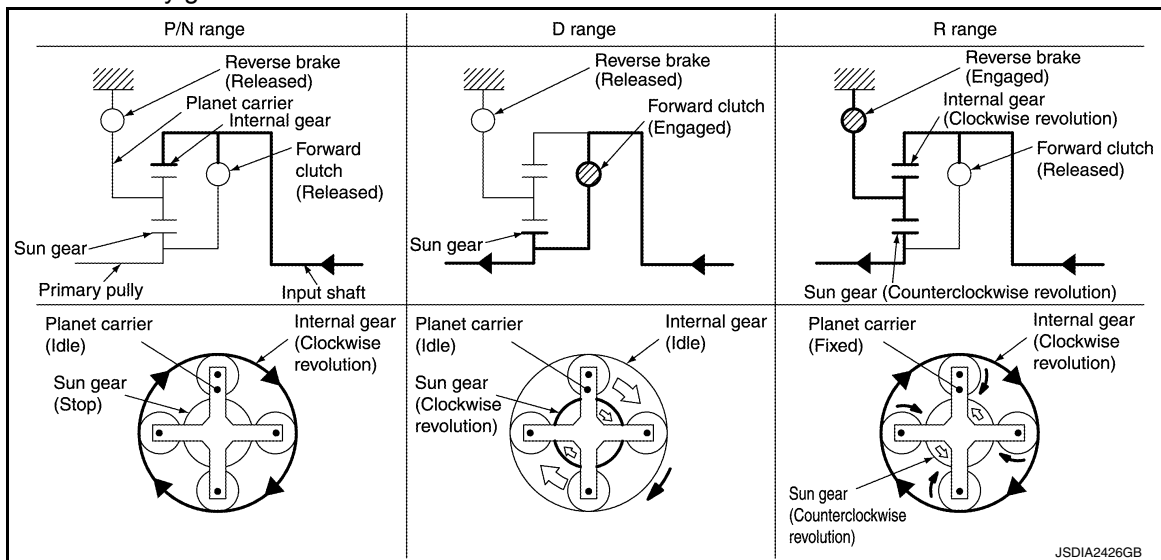 P/N range
D range
R range
Reverse brake
(Released)
Planet carrier
Internal gear
Forward
clutch
(Released)
Sun gear
Primary pully
Input shaft
Reverse brake
(Released)
Forward clutch
(Engaged)
Sun gear
Reverse brake
(Engaged)
Internal gear
(Clockwise revolution)
Forward clutch
(Released)
Sun gear (Counterclockwise revolution)
Planet carrier
(Idle)
Internal gear
(Clockwise
revolution)
Sun gear
(Stop)
Planet carrier
(Idle)
Internal gear
(Idle)
Sun gear
(Clockwise
revolution)
Planet carrier
(Fixed)
Internal gear
(Clockwise
revolution)
Sun gear
(Counterclockwise
revolution)
JSDIA2426GB